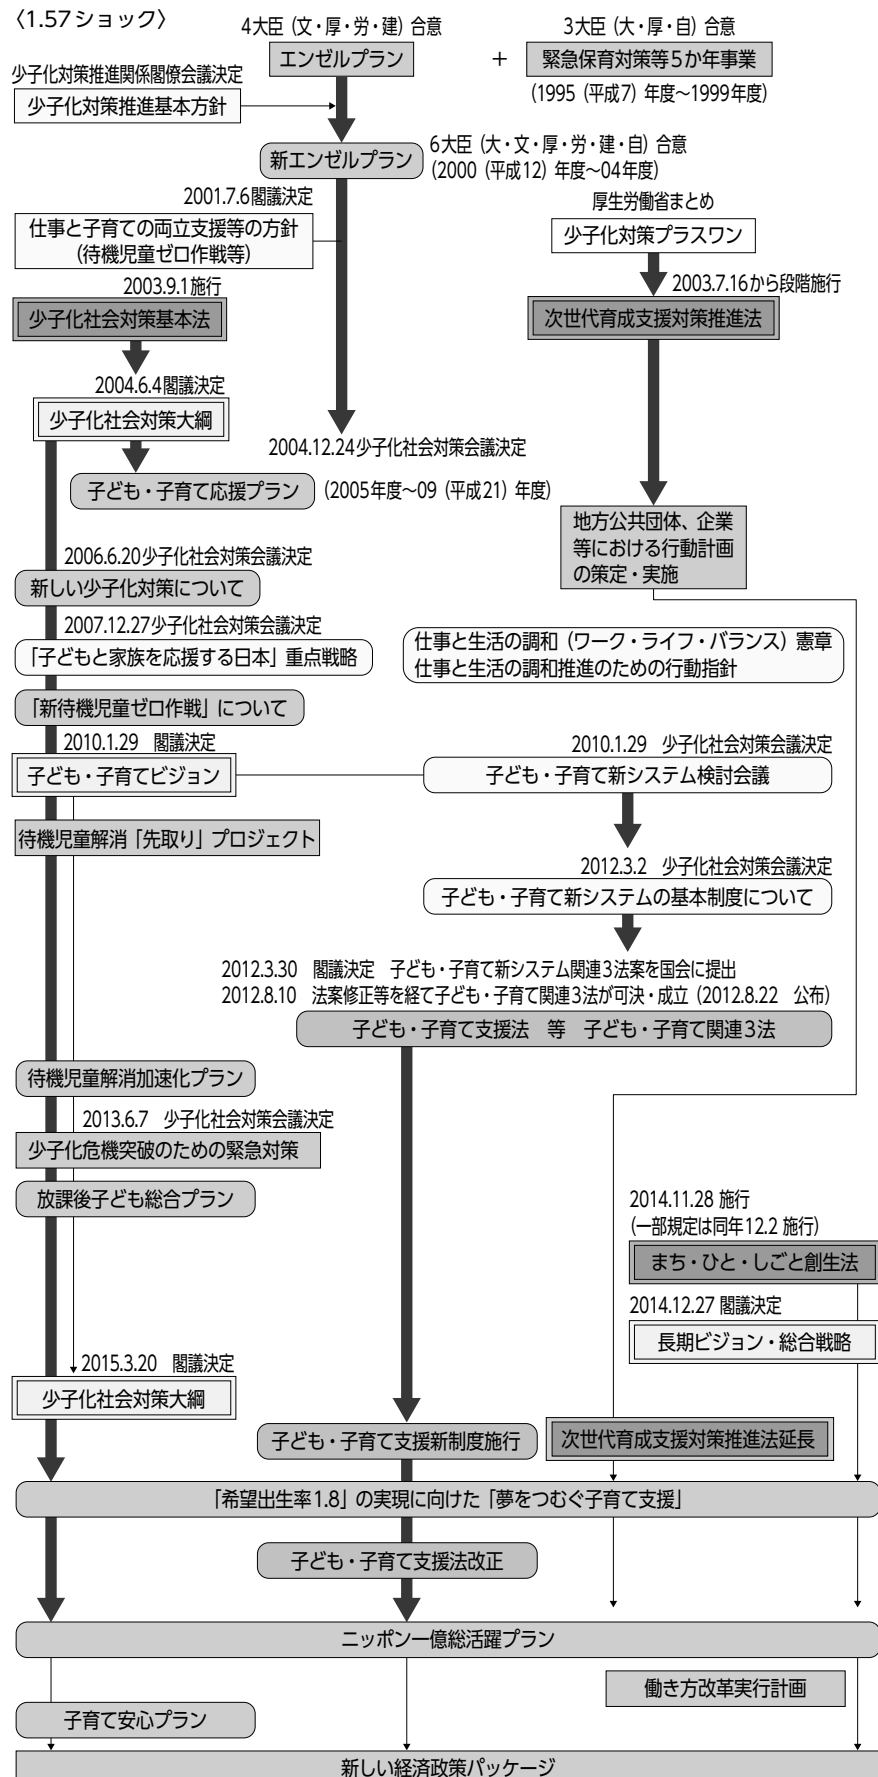 〈1.57ショック〉
4大臣（文・厚・労・建）合意
3大臣（大・厚・自）合意
エンゼルプラン
＋
緊急保育対策等5か年事業
(1995（平成7）年度～1999年度)
少子化対策推進関係閣僚会議決定
少子化対策推進基本方針
新エンゼルプラン
6大臣（大・文・厚・労・建・自）合意
(2000（平成12）年度～04年度)
2001.7.6閣議決定
仕事と子育ての両立支援等の方針
(待機児童ゼロ作戦等)
厚生労働省まとめ
少子化対策プラスワン
2003.7.16から段階施行
次世代育成支援対策推進法
2003.9.1施行
少子化社会対策基本法
2004.6.4閣議決定
少子化社会対策大綱
2004.12.24少子化社会対策会議決定
子ども・子育て応援プラン
(2005年度～09（平成21）年度)
地方公共団体、企業
等における行動計画
の策定・実施
2006.6.20少子化社会対策会議決定
新しい少子化対策について
2007.12.27少子化社会対策会議決定
「子どもと家族を応援する日本」重点戦略
仕事と生活の調和（ワーク・ライフ・バランス）憲章
仕事と生活の調和推進のための行動指針
「新待機児童ゼロ作戦」について
2010.1.29　閣議決定
子ども・子育てビジョン
2010.1.29　少子化社会対策会議決定
子ども・子育て新システム検討会議
待機児童解消「先取り」プロジェクト
2012.3.2　少子化社会対策会議決定
子ども・子育て新システムの基本制度について
2012.3.30　閣議決定　子ども・子育て新システム関連3法案を国会に提出
2012.8.10　法案修正等を経て子ども・子育て関連3法が可決・成立（2012.8.22　公布）
子ども・子育て支援法　等　子ども・子育て関連3法
待機児童解消加速化プラン
2013.6.7　少子化社会対策会議決定
少子化危機突破のための緊急対策
放課後子ども総合プラン
2014.11.28 施行
(一部規定は同年12.2 施行)
まち・ひと・しごと創生法
2014.12.27 閣議決定
長期ビジョン・総合戦略
2015.3.20　閣議決定
少子化社会対策大綱
子ども・子育て支援新制度施行
次世代育成支援対策推進法延長
「希望出生率1.8」の実現に向けた「夢をつむぐ子育て支援」
子ども・子育て支援法改正
ニッポン一億総活躍プラン
働き方改革実行計画
子育て安心プラン
新しい経済政策パッケージ